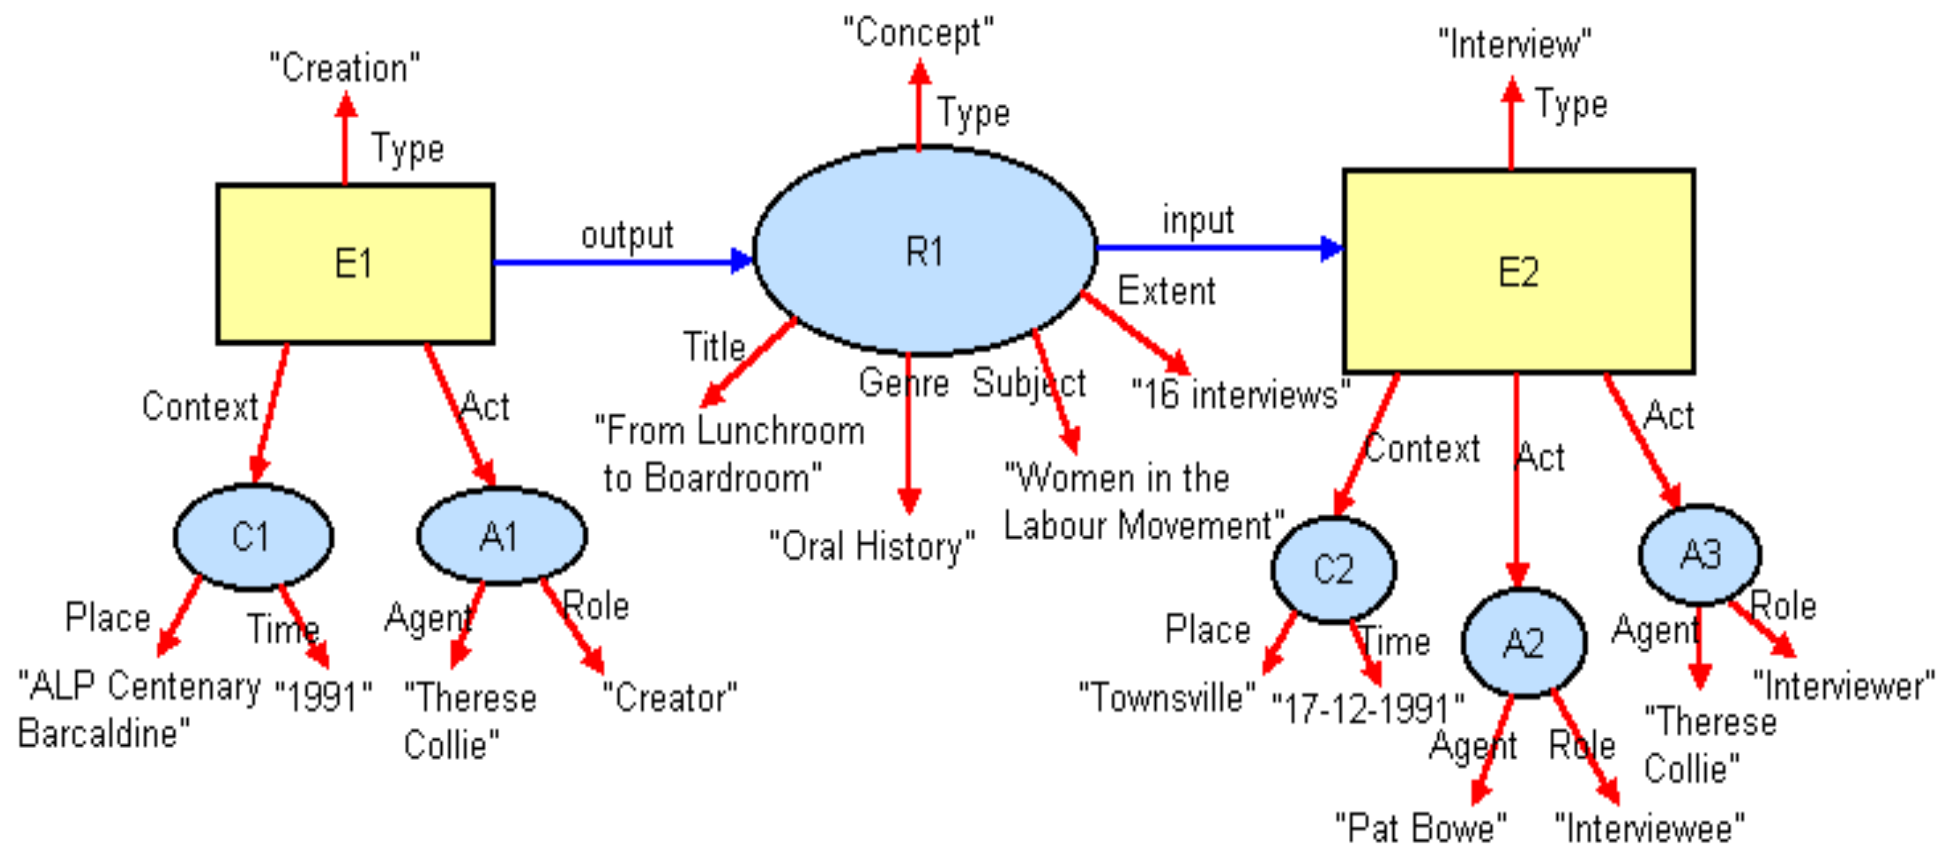 "Concept"
"Interview"
"Creation"
Type
Type
Type
output
input
E1
R1
E2
Extent
Title
Genre
Subject
"16 interviews"
Context
Act
"From Lunchroom
to Boardroom"
"Women in the
Labour Movement"
"Oral History"
Context
Act
Act
C1
A1
C2
A2
A3
Place
Time
Agent
Role
"ALP Centenary
Barcaldine"
"1991"
"Therese
Collie"
"Creator"
Place
Time
"Townsville"
"17-12-1991"
Agent
Role
"Pat Bowe"
"Interviewee"
Agent
Role
"Therese
Collie"
"Interviewer"